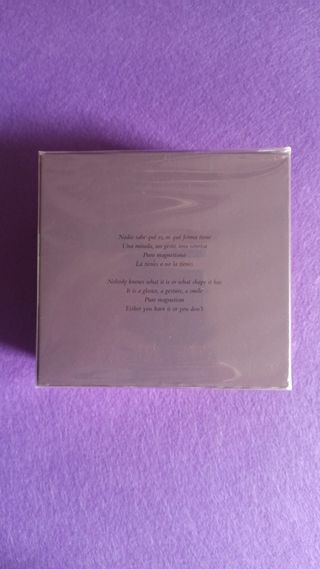 Nadie sabe qué es, ni qué forma tiene
Una mirada, un gesto, una sonrisa
Puro magnetismo
La tienes o no la tienes
Nobody knows what it is or what shape it has
It is a glance, a gesture, a smile
Pure magnetism
Either you have it or you don't